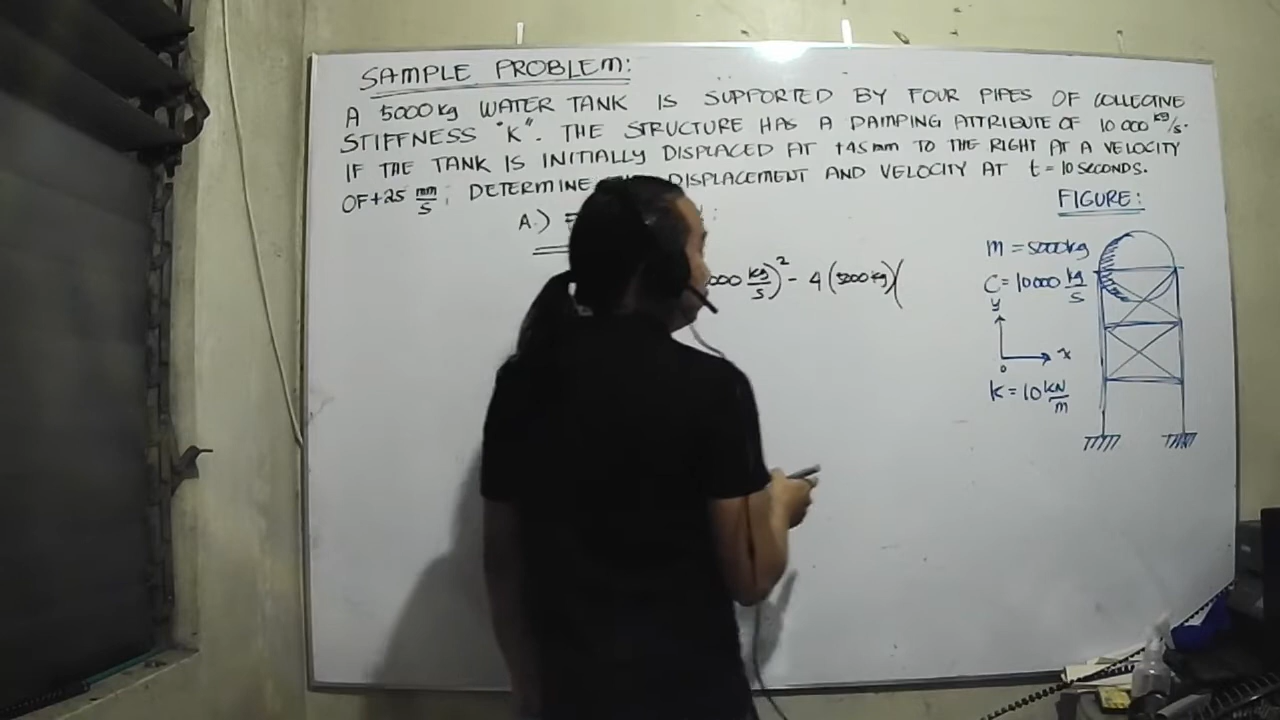 SAMPLE PROBLEM:
A 5000kg WATER TANK IS SUPPORTED BY FOUR PIPES OF COLLECTIVE
STIFFNESS "K". THE STRUCTURE HAS A DAMPING ATTRIBUTE OF 10 000 kg/s.
IF THE TANK IS INITIALLY DISPLACED AT +45mm TO THE RIGHT AT A VELOCITY
OF +25 mm/s; DETERMINE DISPLACEMENT AND VELOCITY AT t = 10 SECONDS.
FIGURE:
A.)
000 kg/s)² - 4(5000kg)(
m = 5000kg
C = 10000 kg/s
y
x
0
K = 10 kN/m